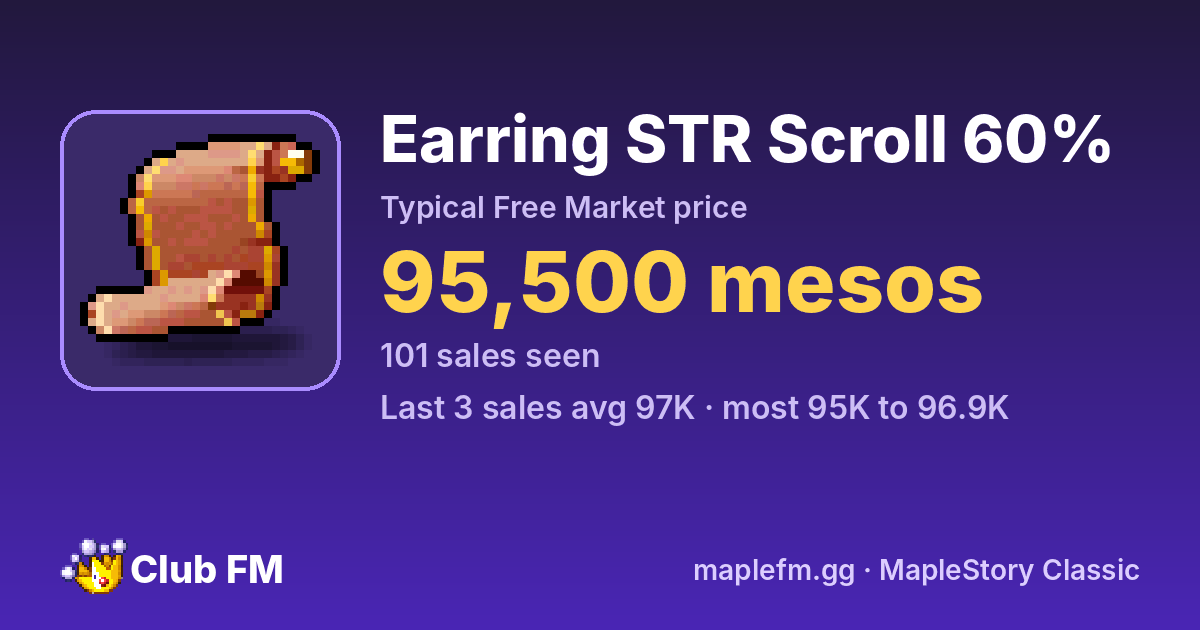 Earring STR Scroll 60%
Typical Free Market price
95,500 mesos
101 sales seen
Last 3 sales avg 97K · most 95K to 96.9K
Club FM
maplefm.gg · MapleStory Classic